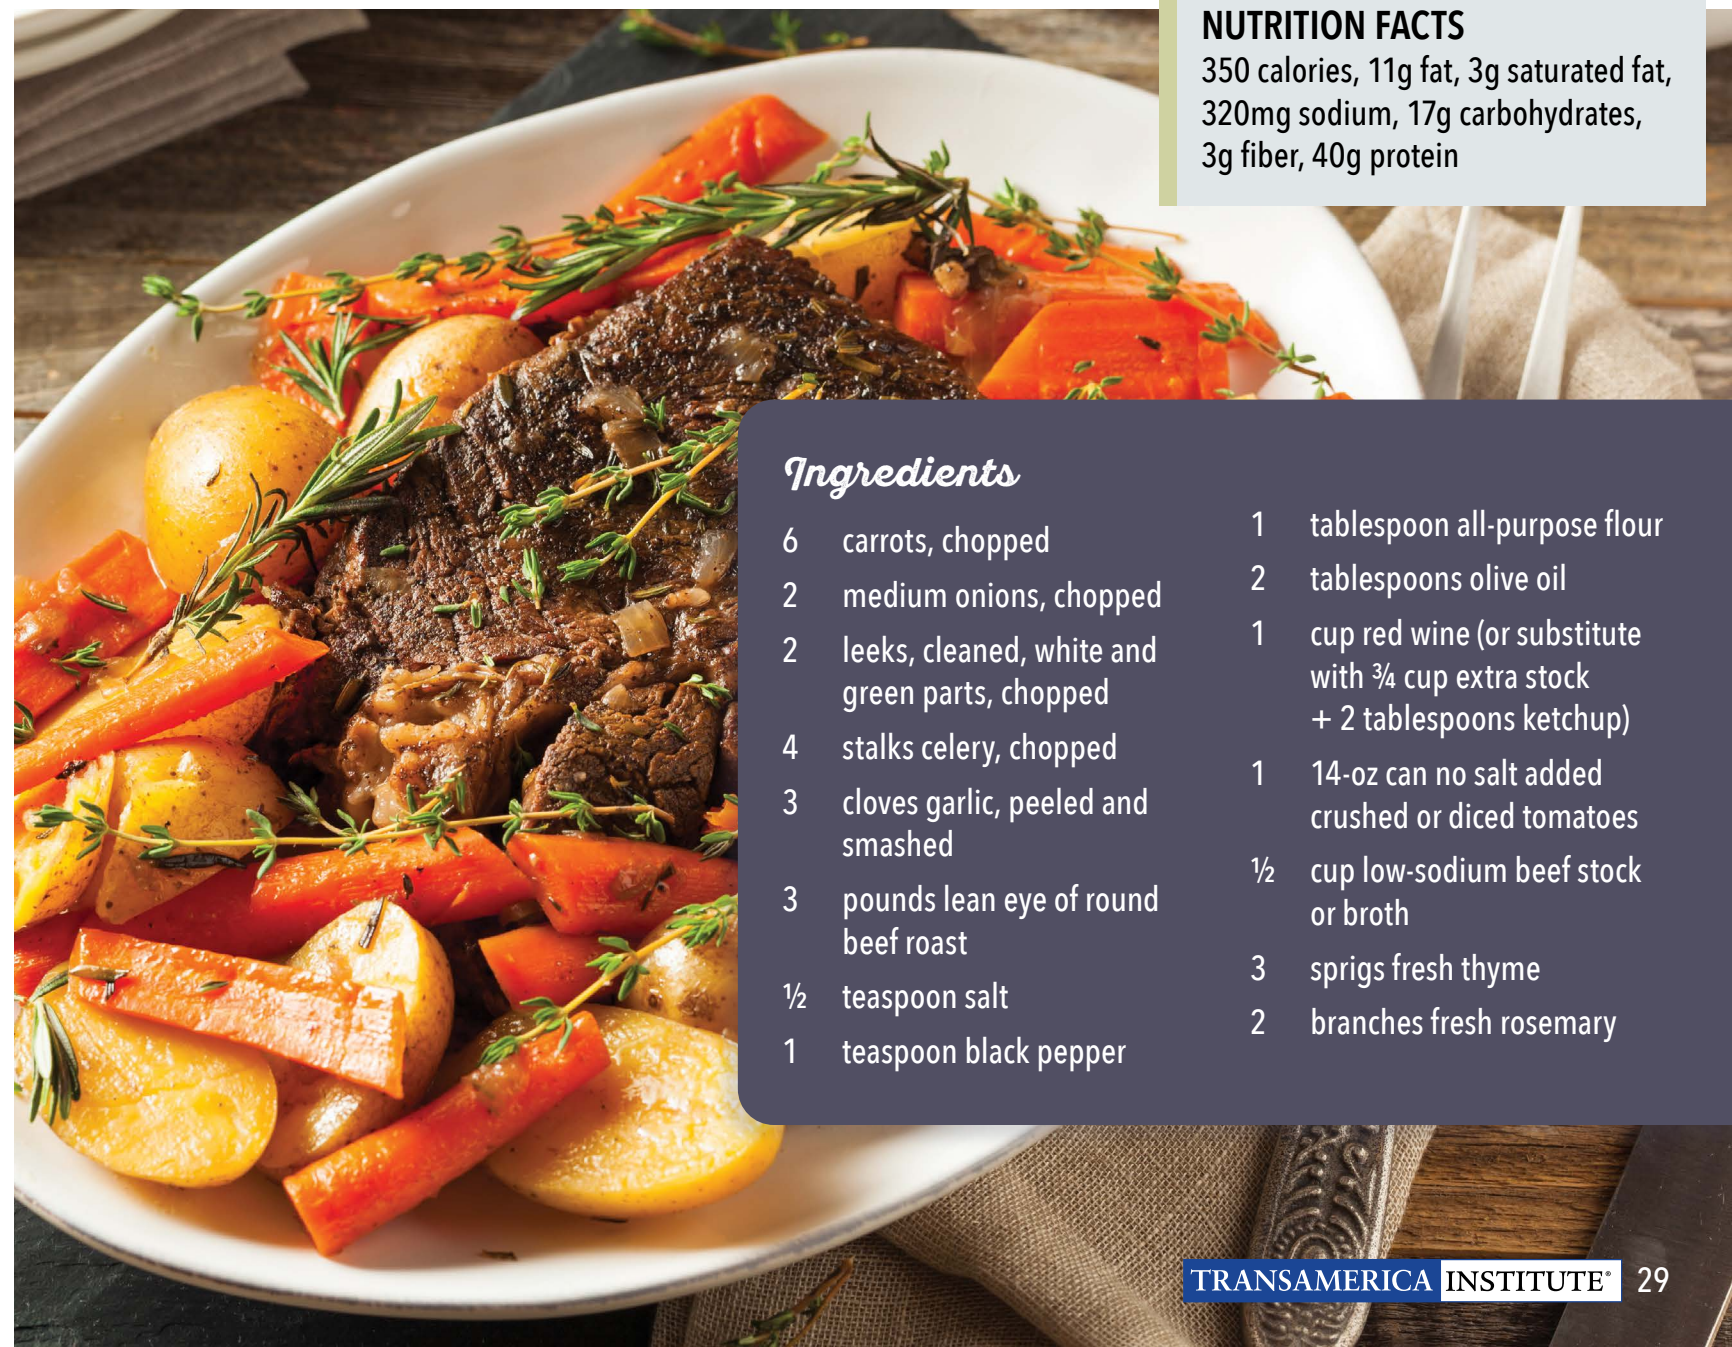 NUTRITION FACTS
350 calories, 11g fat, 3g saturated fat,
320mg sodium, 17g carbohydrates,
3g fiber, 40g protein
Ingredients
6 carrots, chopped
2 medium onions, chopped
2 leeks, cleaned, white and
green parts, chopped
4 stalks celery, chopped
3 cloves garlic, peeled and
smashed
3 pounds lean eye of round
beef roast
½ teaspoon salt
1 teaspoon black pepper
1 tablespoon all-purpose flour
2 tablespoons olive oil
1 cup red wine (or substitute
with ¾ cup extra stock
+ 2 tablespoons ketchup)
1 14-oz can no salt added
crushed or diced tomatoes
½ cup low-sodium beef stock
or broth
3 sprigs fresh thyme
2 branches fresh rosemary
TRANSAMERICA INSTITUTE® 29